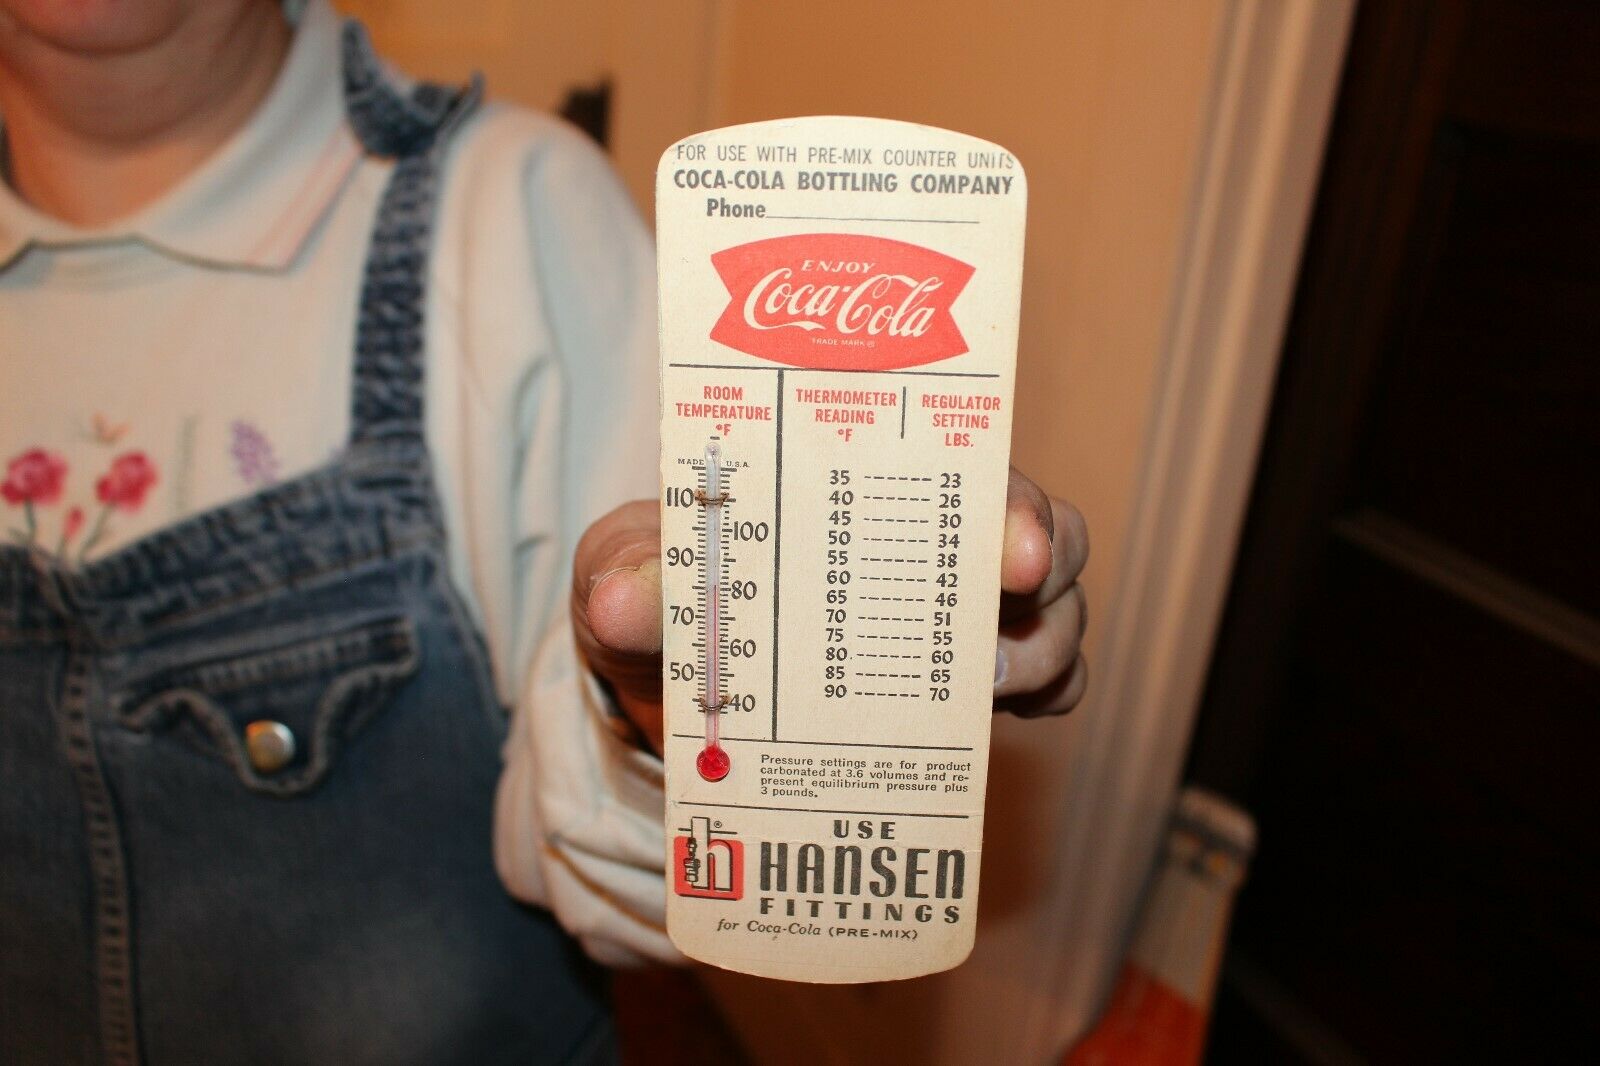 FOR USE WITH PRE-MIX COUNTER UNITS
COCA-COLA BOTTLING COMPANY
Phone
ENJOY
Coca-Cola
TRADE MARK ®
ROOM
TEMPERATURE
°F
MADE U.S.A.
110
100
90
80
70
60
50
40
THERMOMETER
READING
°F
REGULATOR
SETTING
LBS.
35 ------- 23
40 ------- 26
45 ------- 30
50 ------- 34
55 ------- 38
60 ------- 42
65 ------- 46
70 ------- 51
75 ------- 55
80 ------- 60
85 ------- 65
90 ------- 70
Pressure settings are for product
carbonated at 3.6 volumes and re-
present equilibrium pressure plus
3 pounds.
h ®
USE
HANSEN
FITTINGS
for Coca-Cola (PRE-MIX)